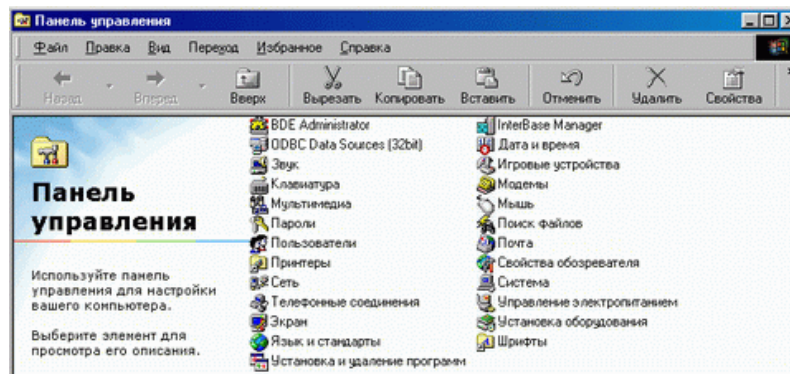 Панель управления
Файл Правка Вид Переход Избранное Справка
Назад Вперед Вверх Вырезать Копировать Вставить Отменить Удалить Свойства
Панель
управления
Используйте панель
управления для настройки
вашего компьютера.
Выберите элемент для
просмотра его описания.
BDE Administrator
ODBC Data Sources (32bit)
Звук
Клавиатура
Мультимедиа
Пароли
Пользователи
Принтеры
Сеть
Телефонные соединения
Экран
Язык и стандарты
Установка и удаление программ
InterBase Manager
Дата и время
Игровые устройства
Модемы
Мышь
Поиск файлов
Почта
Свойства обозревателя
Система
Управление электропитанием
Установка оборудования
Шрифты